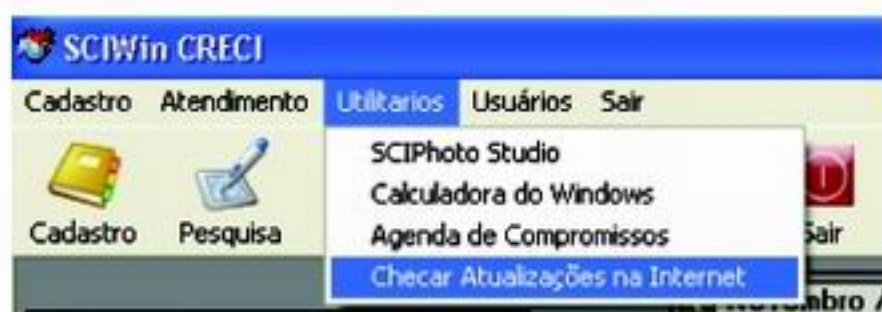 SCIWin CRECI
Cadastro Atendimento Utilitarios Usuários Sair
SCIPhoto Studio
Calculadora do Windows
Agenda de Compromissos
Checar Atualizações na Internet
Cadastro Pesquisa Sair